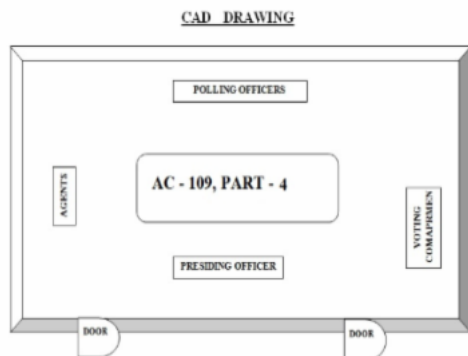 CAD DRAWING
POLLING OFFICERS
AGENTS
AC - 109, PART - 4
VOTING
COMAPRMEN
PRESIDING OFFICER
DOOR
DOOR